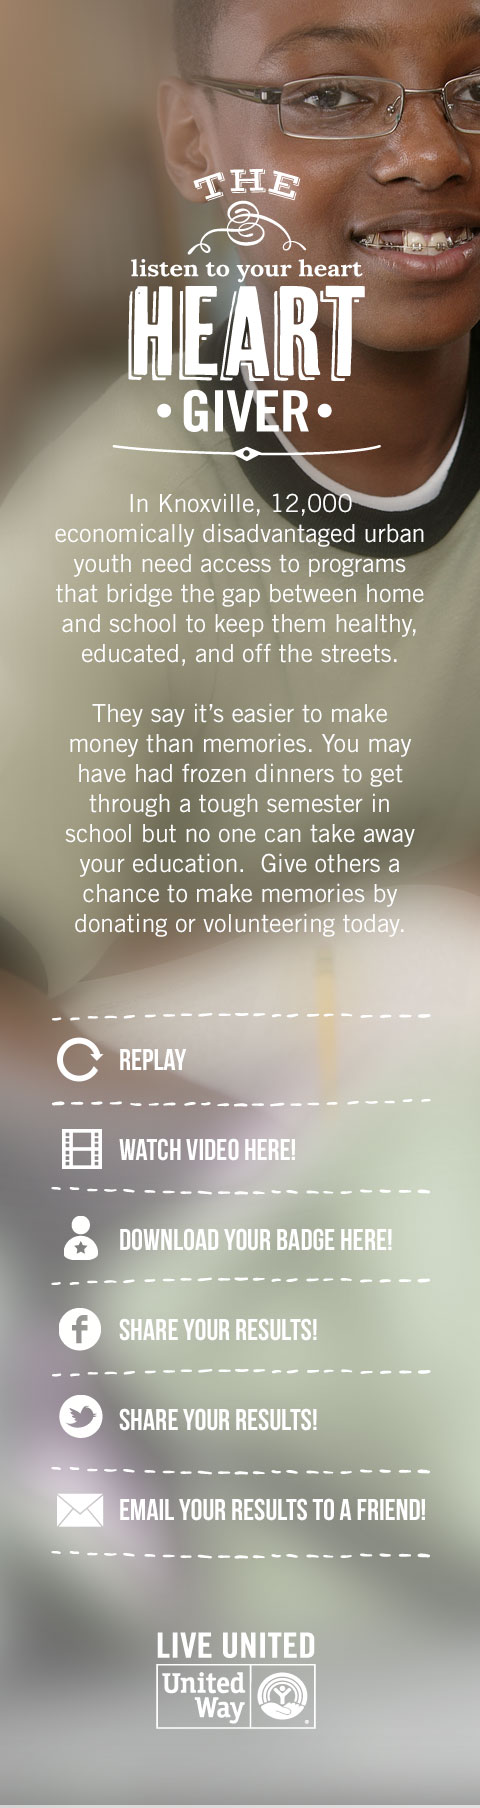 THE
listen to your heart
HEART
• GIVER •
In Knoxville, 12,000
economically disadvantaged urban
youth need access to programs
that bridge the gap between home
and school to keep them healthy,
educated, and off the streets.
They say it's easier to make
money than memories. You may
have had frozen dinners to get
through a tough semester in
school but no one can take away
your education.  Give others a
chance to make memories by
donating or volunteering today.
REPLAY
WATCH VIDEO HERE!
DOWNLOAD YOUR BADGE HERE!
SHARE YOUR RESULTS!
SHARE YOUR RESULTS!
EMAIL YOUR RESULTS TO A FRIEND!
LIVE UNITED
United
Way